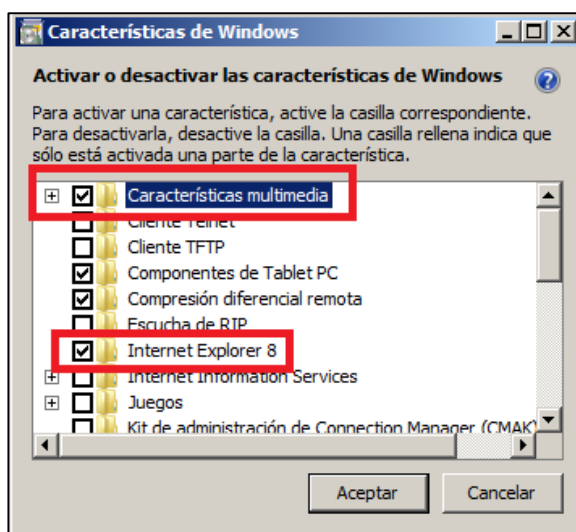 Características de Windows
Activar o desactivar las características de Windows
Para activar una característica, active la casilla correspondiente.
Para desactivarla, desactive la casilla. Una casilla rellena indica que
sólo está activada una parte de la característica.
Características multimedia
Cliente Telnet
Cliente TFTP
Componentes de Tablet PC
Compresión diferencial remota
Escucha de RIP
Internet Explorer 8
Internet Information Services
Juegos
Kit de administración de Connection Manager (CMAK)
Aceptar Cancelar